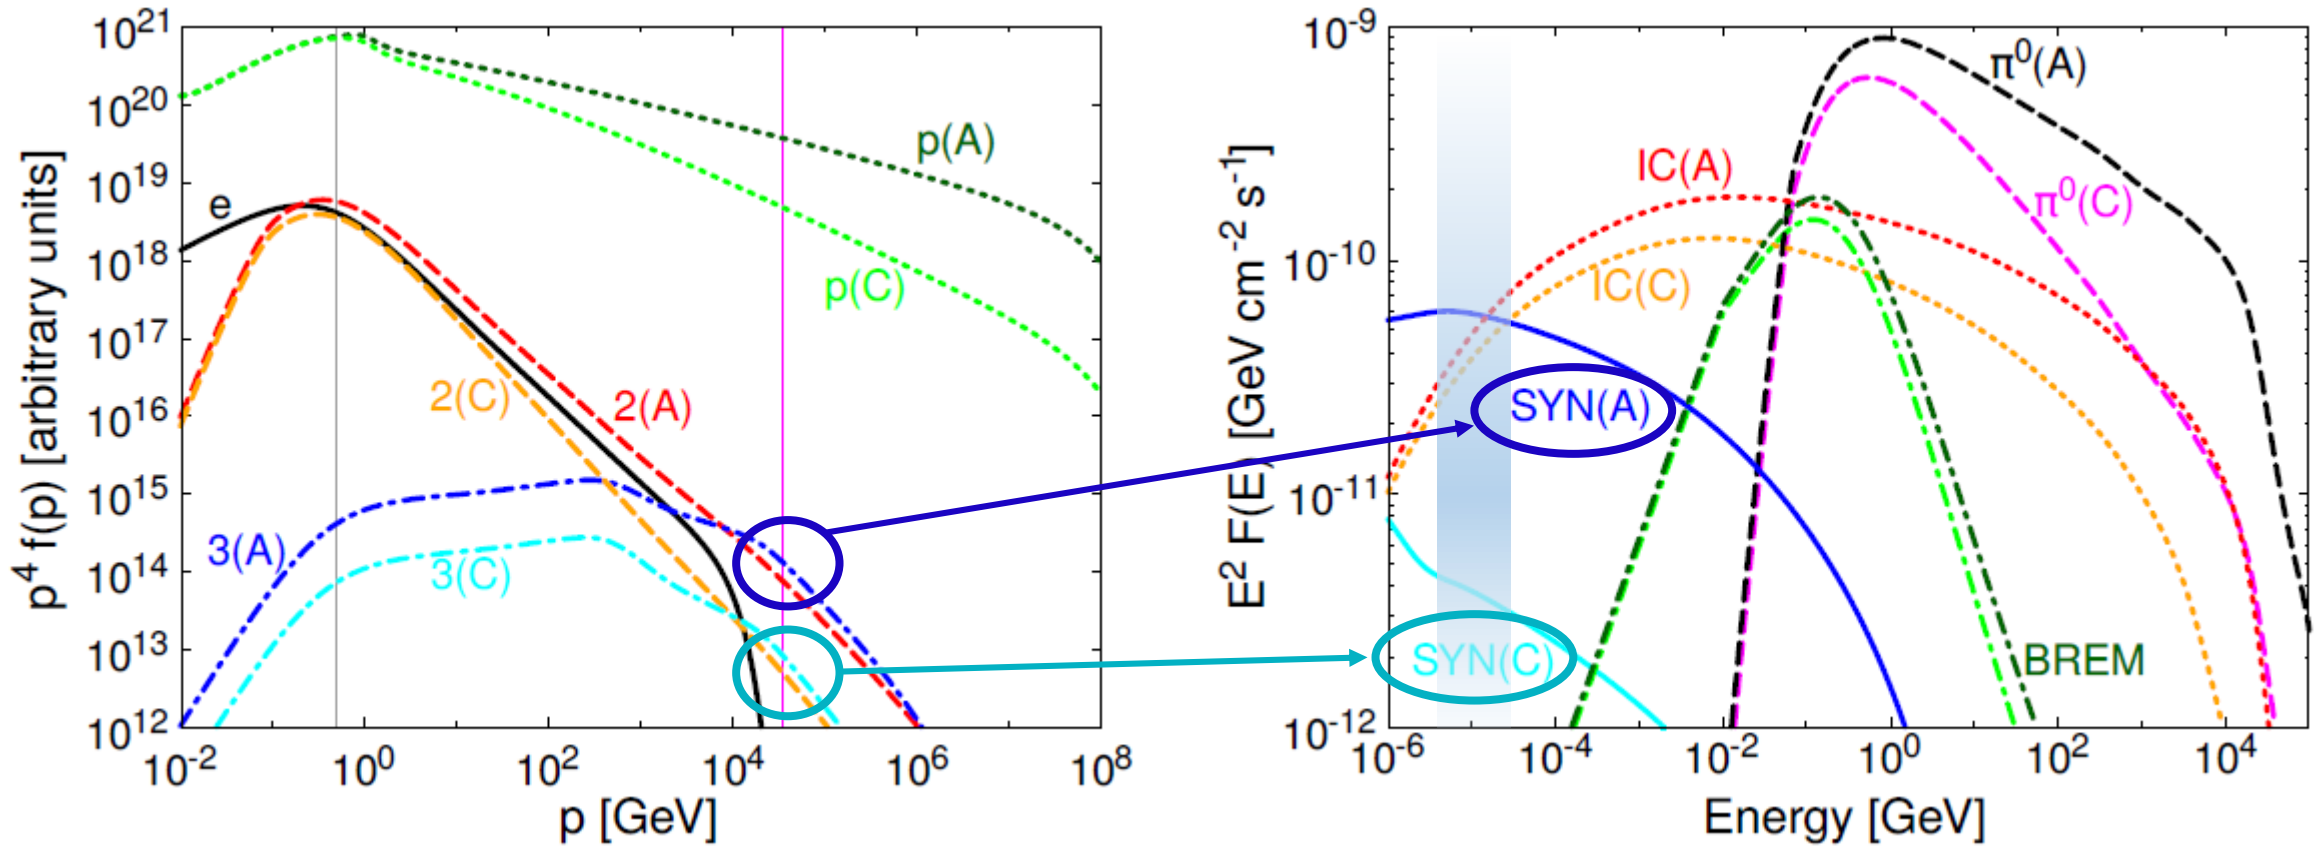 10^21
10^20
10^19
10^18
10^17
10^16
10^15
10^14
10^13
10^12
p^4 f(p) [arbitrary units]
e
p(A)
p(C)
2(C)
2(A)
3(A)
3(C)
10^-2
10^0
10^2
10^4
10^6
10^8
p [GeV]
10^-9
10^-10
10^-11
10^-12
E^2 F(E) [GeV cm^-2 s^-1]
π^0(A)
IC(A)
π^0(C)
IC(C)
SYN(A)
SYN(C)
BREM
10^-6
10^-4
10^-2
10^0
10^2
10^4
Energy [GeV]